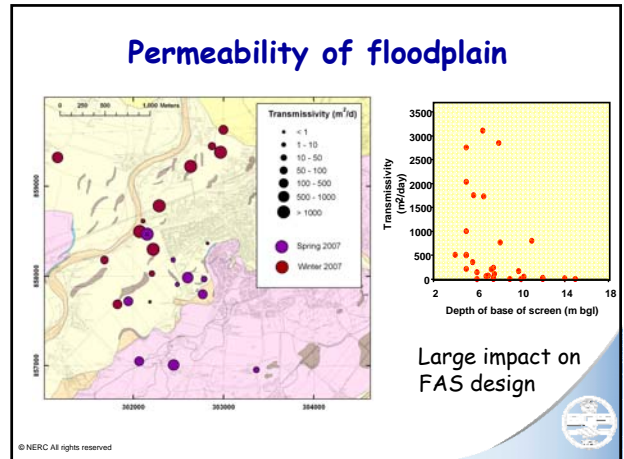 Permeability of floodplain
0 250 500 1,000 Meters
Transmissivity (m²/d)
< 1
1 - 10
10 - 50
50 - 100
100 - 500
500 - 1000
> 1000
Spring 2007
Winter 2007
859000
858000
857000
302000 303000 304000
3500
3000
2500
2000
1500
1000
500
0
Transmissivity
(m²/day)
2 6 10 14 18
Depth of base of screen (m bgl)
Large impact on
FAS design
© NERC All rights reserved